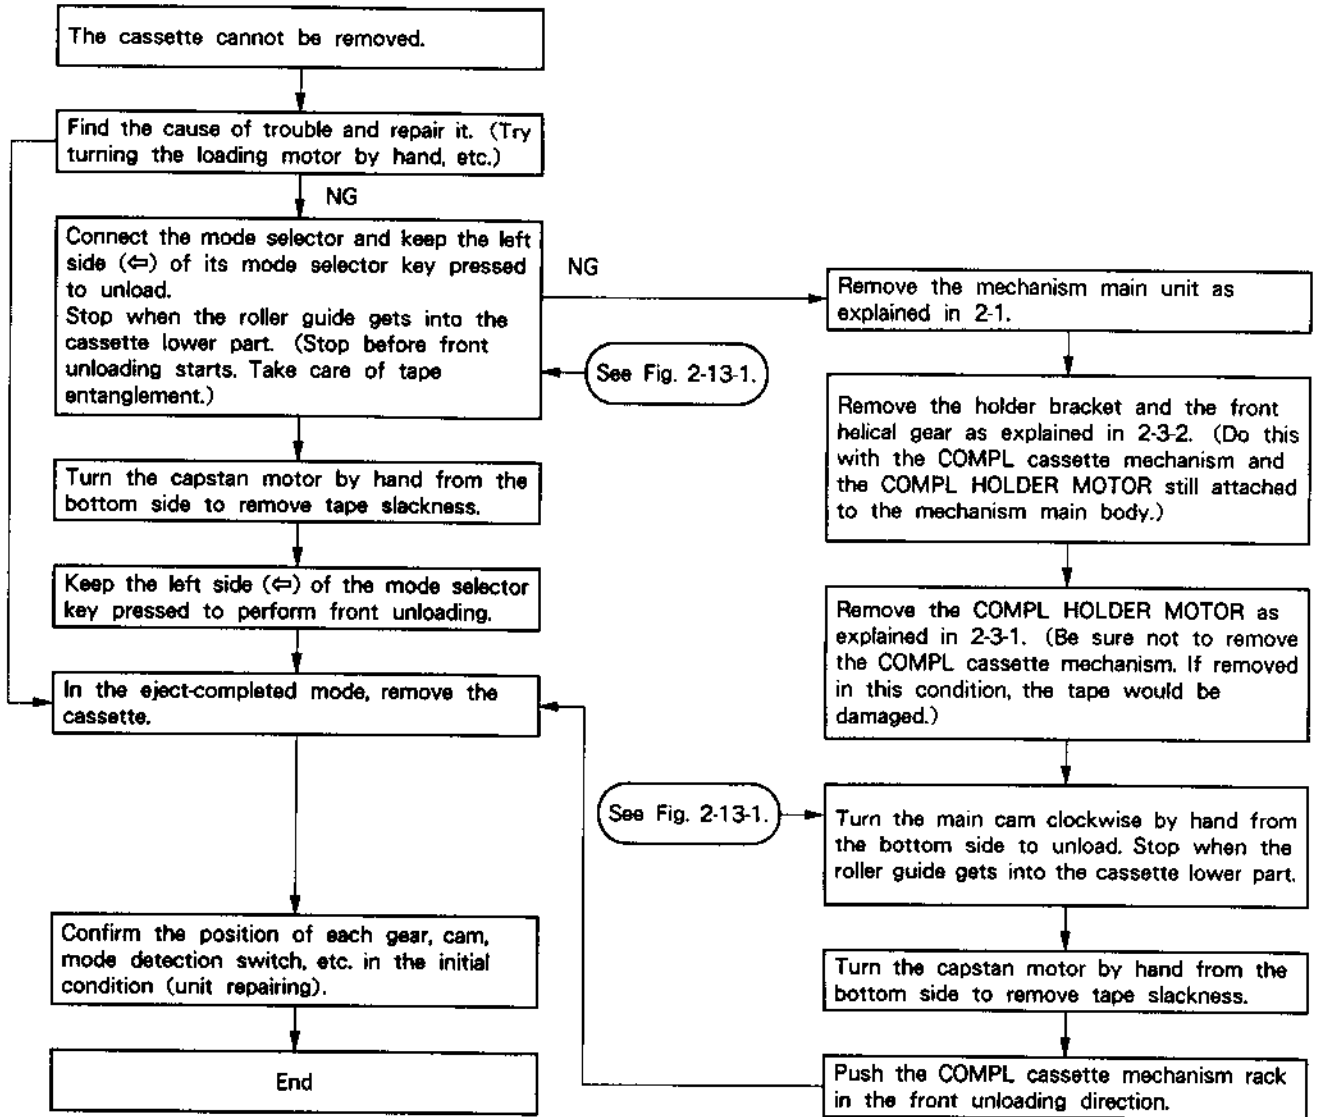 The cassette cannot be removed.
Find the cause of trouble and repair it. (Try
turning the loading motor by hand, etc.)
NG
Connect the mode selector and keep the left
side (⇦) of its mode selector key pressed
to unload.
Stop when the roller guide gets into the
cassette lower part. (Stop before front
unloading starts. Take care of tape
entanglement.)
See Fig. 2-13-1.
Turn the capstan motor by hand from the
bottom side to remove tape slackness.
Keep the left side (⇦) of the mode selector
key pressed to perform front unloading.
In the eject-completed mode, remove the
cassette.
Confirm the position of each gear, cam,
mode detection switch, etc. in the initial
condition (unit repairing).
End
NG
Remove the mechanism main unit as
explained in 2-1.
Remove the holder bracket and the front
helical gear as explained in 2-3-2. (Do this
with the COMPL cassette mechanism and
the COMPL HOLDER MOTOR still attached
to the mechanism main body.)
Remove the COMPL HOLDER MOTOR as
explained in 2-3-1. (Be sure not to remove
the COMPL cassette mechanism. If removed
in this condition, the tape would be
damaged.)
See Fig. 2-13-1.
Turn the main cam clockwise by hand from
the bottom side to unload. Stop when the
roller guide gets into the cassette lower part.
Turn the capstan motor by hand from the
bottom side to remove tape slackness.
Push the COMPL cassette mechanism rack
in the front unloading direction.